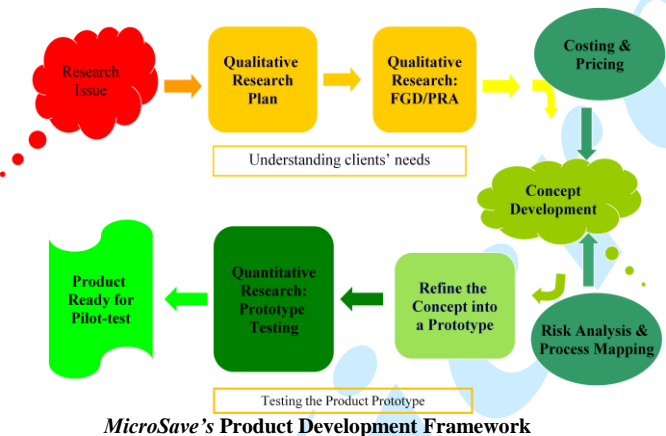 Research
Issue
Qualitative
Research
Plan
Qualitative
Research:
FGD/PRA
Costing &
Pricing
Understanding clients' needs
Concept
Development
Product
Ready for
Pilot-test
Quantitative
Research:
Prototype
Testing
Refine the
Concept into
a Prototype
Risk Analysis &
Process Mapping
Testing the Product Prototype
MicroSave's Product Development Framework